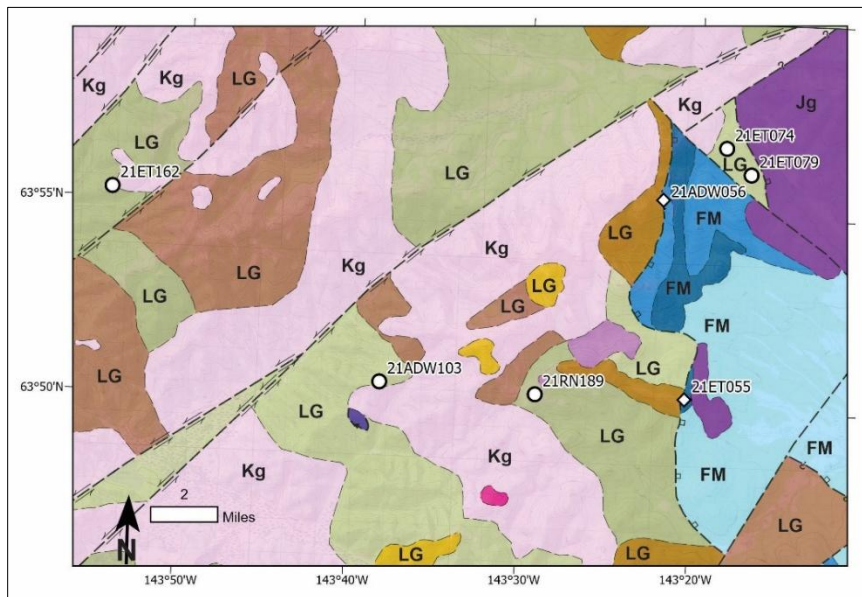 LG
Kg
Kg
LG
Kg
Jg
LG
21ET074
LG
21ET079
21ET162
LG
63°55'N
21ADW056
FM
LG
Kg
Kg
LG
LG
LG
LG
FM
FM
LG
21ADW103
21RN189
LG
63°50'N
21ET055
LG
LG
LG
Kg
Kg
FM
FM
2
Miles
LG
N
LG
LG
143°50'W
143°40'W
143°30'W
143°20'W